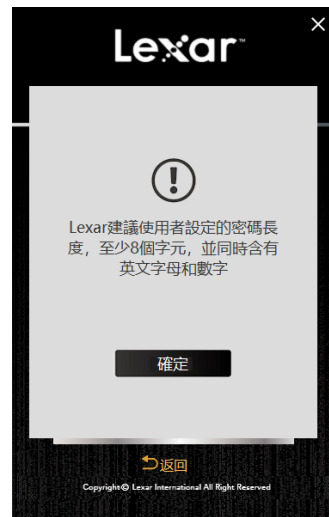 Lexar™
Lexar建議使用者設定的密碼長
度，至少8個字元，並同時含有
英文字母和數字
確定
返回
Copyright© Lexar International All Right Reserved